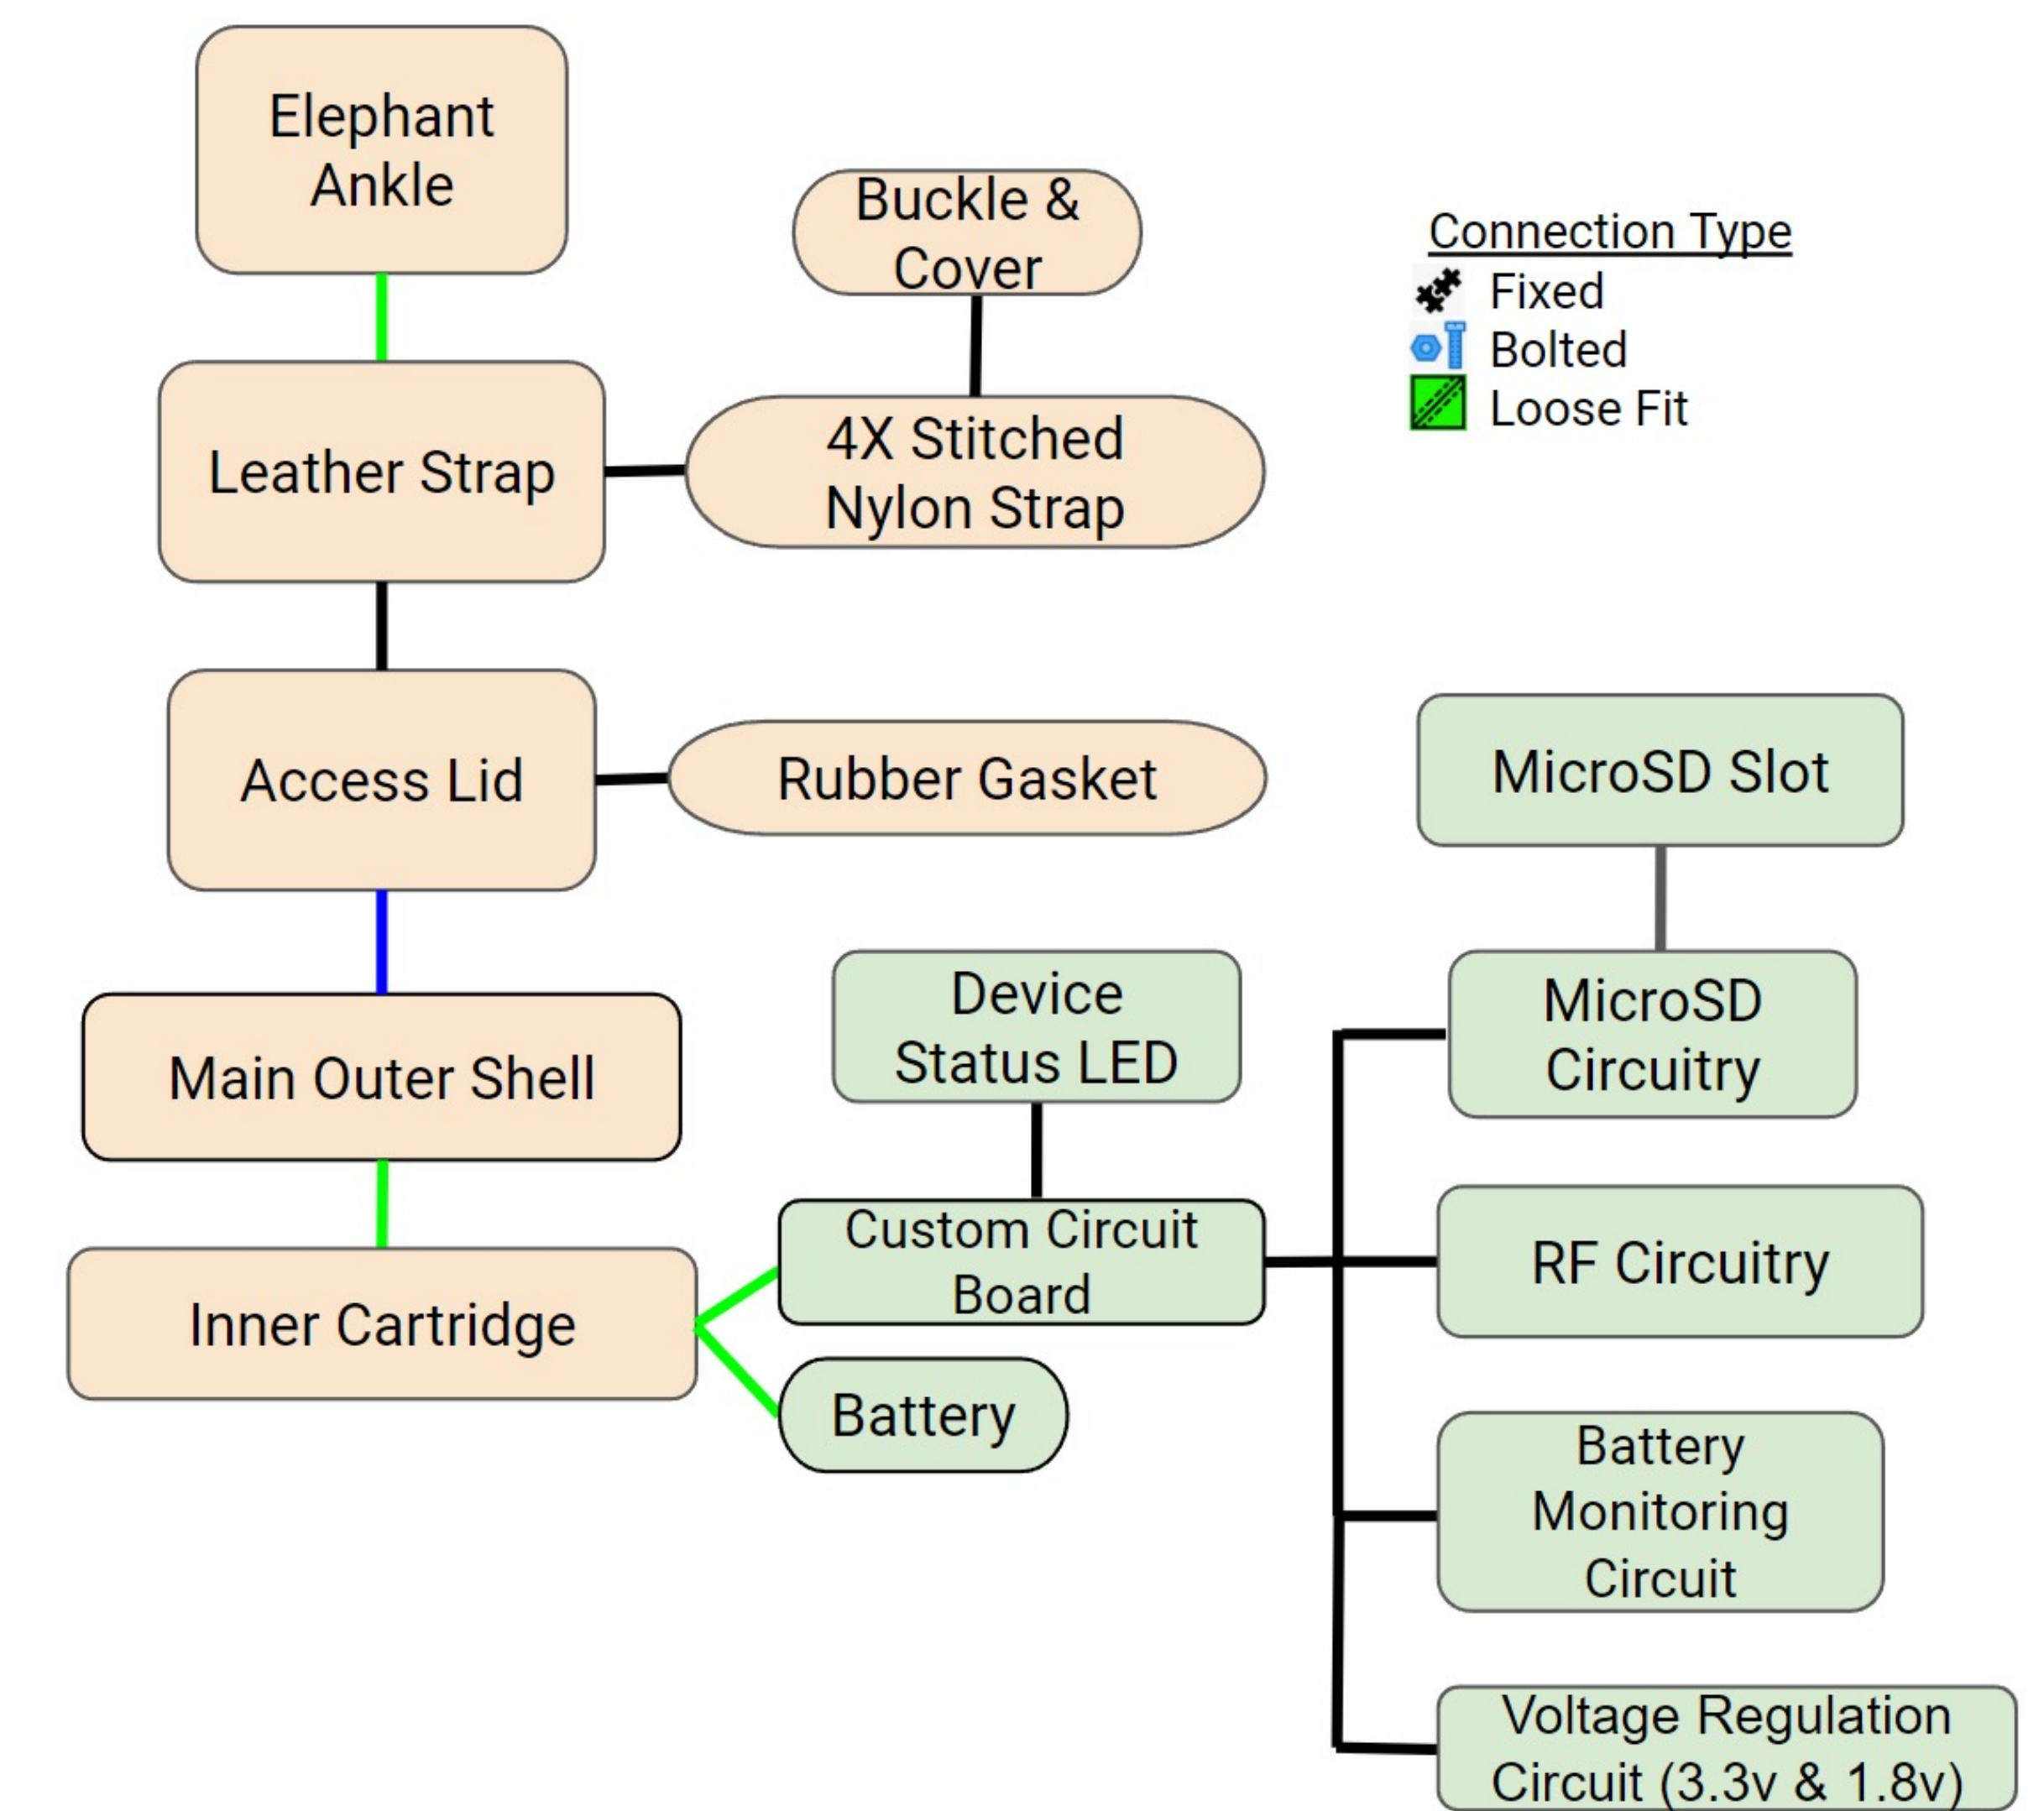 Elephant
Ankle
Buckle &
Cover
Connection Type
Fixed
Bolted
Loose Fit
Leather Strap
4X Stitched
Nylon Strap
Access Lid
Rubber Gasket
MicroSD Slot
Main Outer Shell
Device
Status LED
MicroSD
Circuitry
Inner Cartridge
Custom Circuit
Board
RF Circuitry
Battery
Battery
Monitoring
Circuit
Voltage Regulation
Circuit (3.3v & 1.8v)